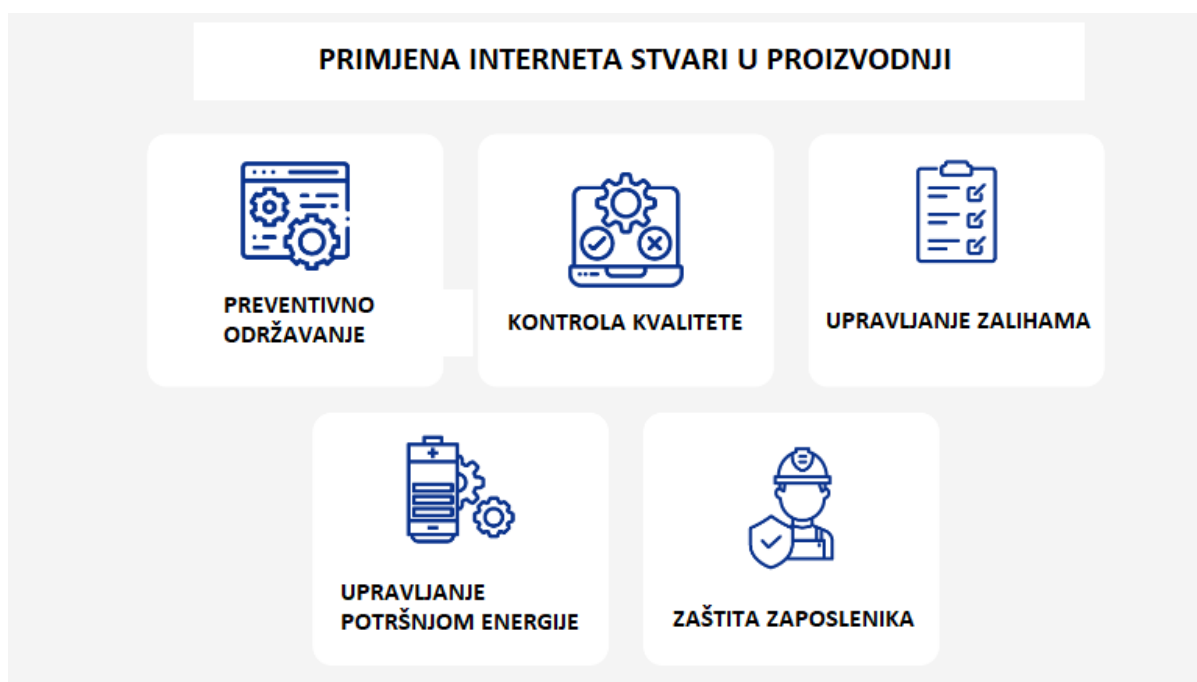 PRIMJENA INTERNETA STVARI U PROIZVODNJI
PREVENTIVNO
ODRŽAVANJE
KONTROLA KVALITETE
UPRAVLJANJE ZALIHAMA
UPRAVLJANJE
POTRŠNJOM ENERGIJE
ZAŠTITA ZAPOSLENIKA